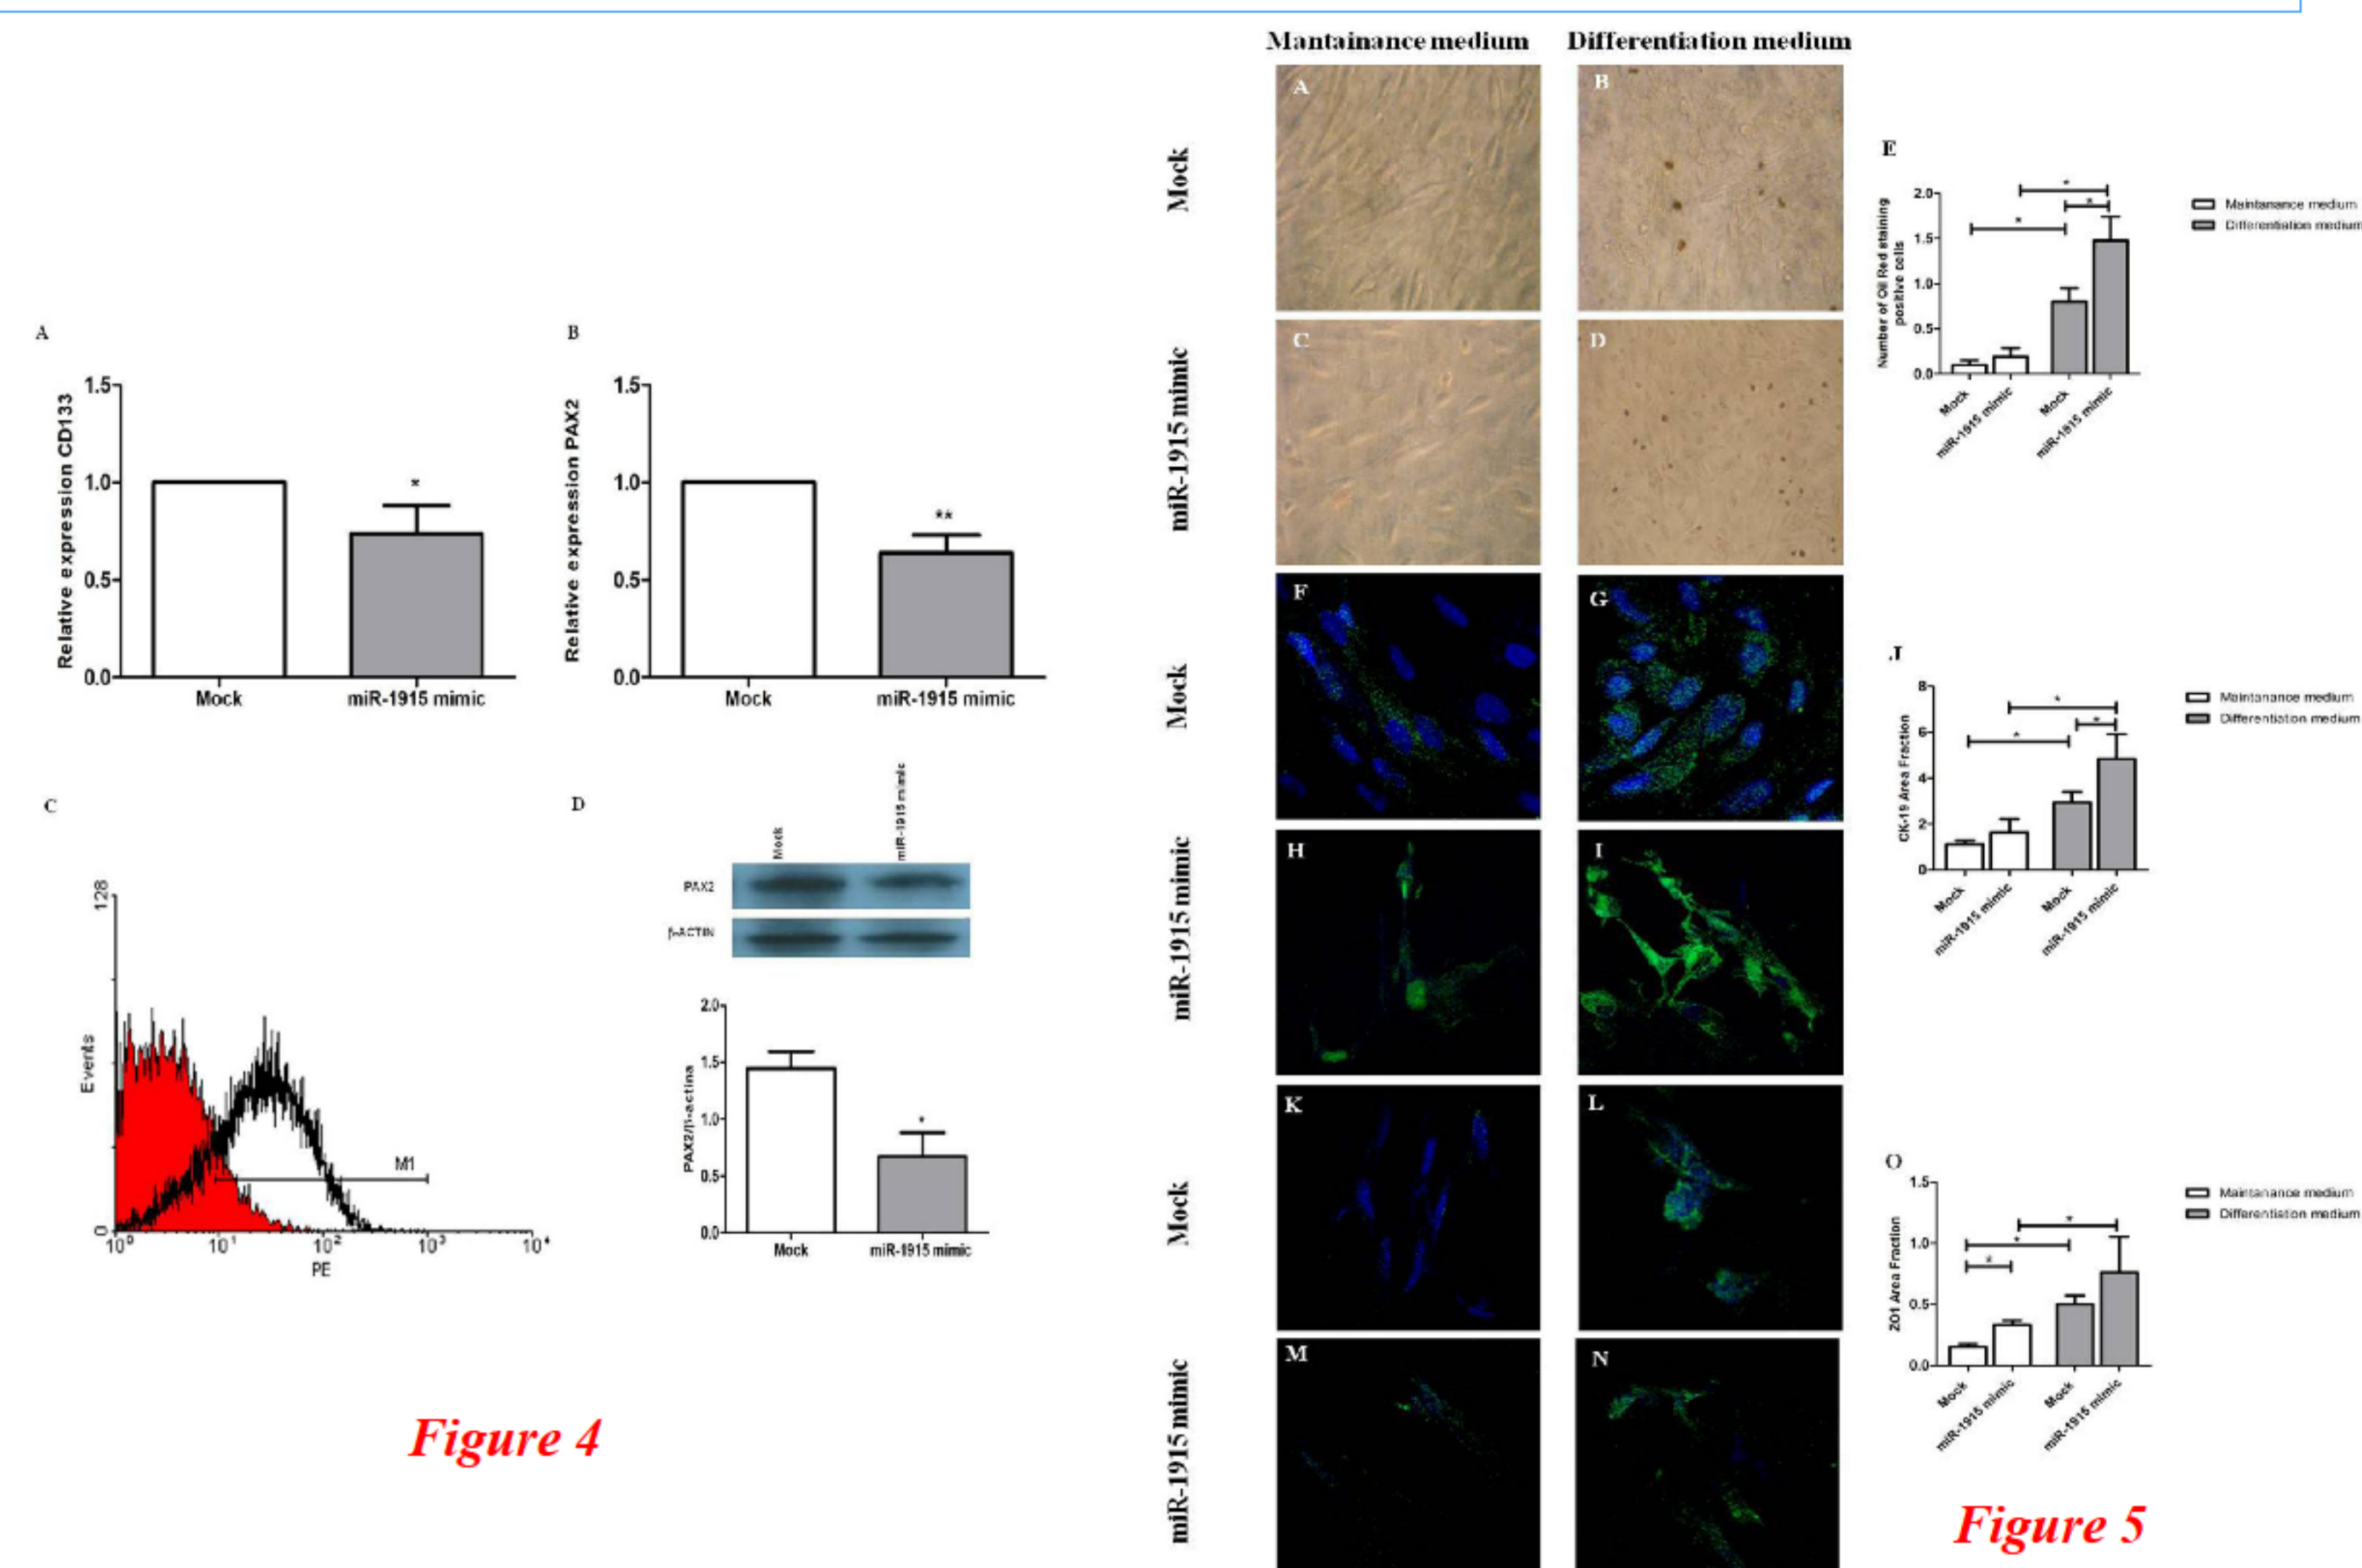 A
Relative expression CD133
1.5
1.0
0.5
0.0
*
Mock
miR-1915 mimic
B
Relative expression PAX2
1.5
1.0
0.5
0.0
**
Mock
miR-1915 mimic
C
128
Events
0
M1
10⁰
10¹
10²
10³
10⁴
PE
D
Mock
miR-1915 mimic
PAX2
β-ACTIN
PAX2/β-actina
2.0
1.5
1.0
0.5
0.0
*
Mock
miR-1915 mimic
Figure 4
Mantainance medium
Differentiation medium
Mock
A
B
miR-1915 mimic
C
D
E
Number of Oil Red staining
positive cells
2.0
1.5
1.0
0.5
0.0
*
*
*
Mock
miR-1915 mimic
Mock
miR-1915 mimic
Maintanance medium
Differentiation medium
Mock
F
G
miR-1915 mimic
H
I
J
CK-19 Area Fraction
8
6
4
2
0
*
*
*
Mock
miR-1915 mimic
Mock
miR-1915 mimic
Maintanance medium
Differentiation medium
Mock
K
L
miR-1915 mimic
M
N
O
ZO1 Area Fraction
1.5
1.0
0.5
0.0
*
*
*
Mock
miR-1915 mimic
Mock
miR-1915 mimic
Maintanance medium
Differentiation medium
Figure 5